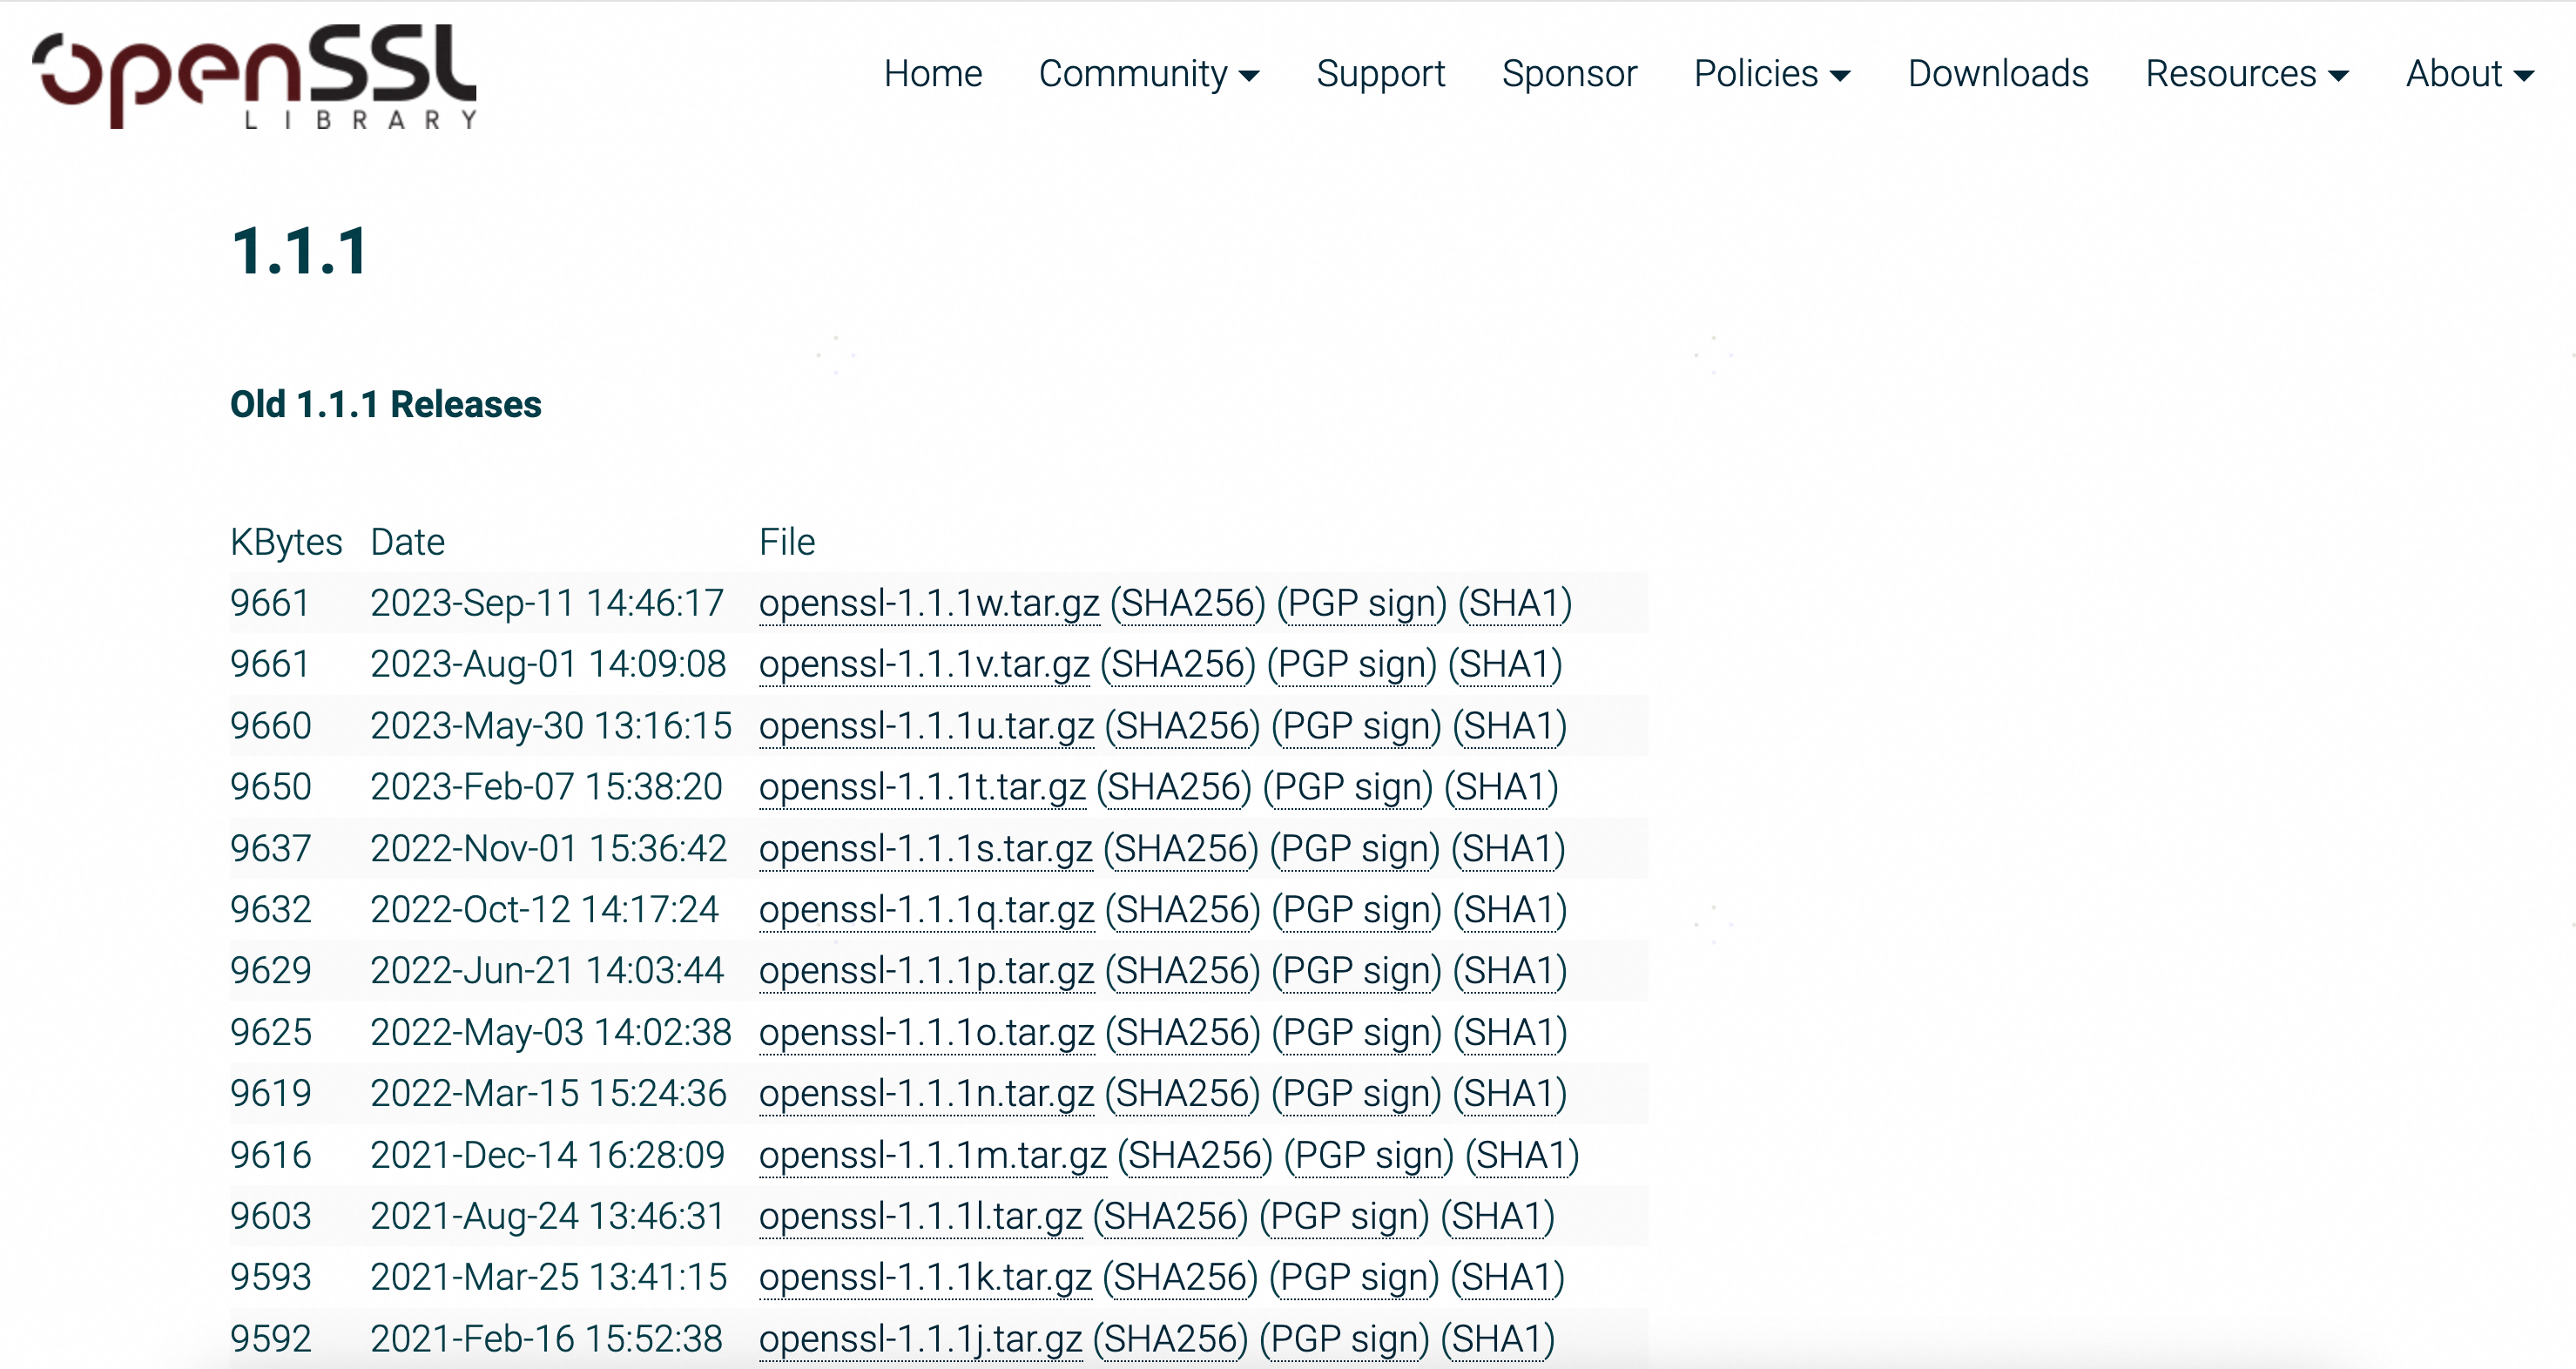 openSSL
LIBRARY
Home Community Support Sponsor Policies Downloads Resources About
1.1.1
Old 1.1.1 Releases
KBytes Date File
9661 2023-Sep-11 14:46:17 openssl-1.1.1w.tar.gz (SHA256) (PGP sign) (SHA1)
9661 2023-Aug-01 14:09:08 openssl-1.1.1v.tar.gz (SHA256) (PGP sign) (SHA1)
9660 2023-May-30 13:16:15 openssl-1.1.1u.tar.gz (SHA256) (PGP sign) (SHA1)
9650 2023-Feb-07 15:38:20 openssl-1.1.1t.tar.gz (SHA256) (PGP sign) (SHA1)
9637 2022-Nov-01 15:36:42 openssl-1.1.1s.tar.gz (SHA256) (PGP sign) (SHA1)
9632 2022-Oct-12 14:17:24 openssl-1.1.1q.tar.gz (SHA256) (PGP sign) (SHA1)
9629 2022-Jun-21 14:03:44 openssl-1.1.1p.tar.gz (SHA256) (PGP sign) (SHA1)
9625 2022-May-03 14:02:38 openssl-1.1.1o.tar.gz (SHA256) (PGP sign) (SHA1)
9619 2022-Mar-15 15:24:36 openssl-1.1.1n.tar.gz (SHA256) (PGP sign) (SHA1)
9616 2021-Dec-14 16:28:09 openssl-1.1.1m.tar.gz (SHA256) (PGP sign) (SHA1)
9603 2021-Aug-24 13:46:31 openssl-1.1.1l.tar.gz (SHA256) (PGP sign) (SHA1)
9593 2021-Mar-25 13:41:15 openssl-1.1.1k.tar.gz (SHA256) (PGP sign) (SHA1)
9592 2021-Feb-16 15:52:38 openssl-1.1.1j.tar.gz (SHA256) (PGP sign) (SHA1)